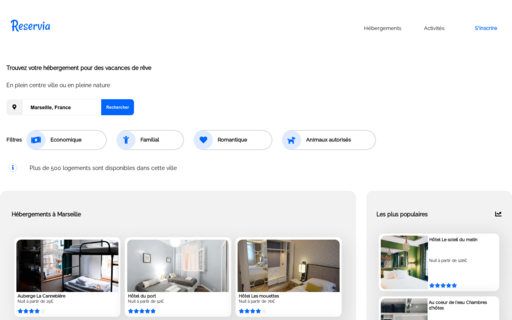 Reservia
Hébergements
Activités
S'inscrire
Trouvez votre hébergement pour des vacances de rêve
En plein centre ville ou en pleine nature
Marseille, France
Rechercher
Filtres
Economique
Familial
Romantique
Animaux autorisés
Plus de 500 logements sont disponibles dans cette ville
Hébergements à Marseille
Auberge La Cannebière
Nuit à partir de 25€
Hôtel du port
Nuit à partir de 52€
Hôtel Les mouettes
Nuit à partir de 76€
Les plus populaires
Hôtel Le soleil du matin
Nuit à partir de 128€
Au coeur de l'eau Chambres
d'hôtes